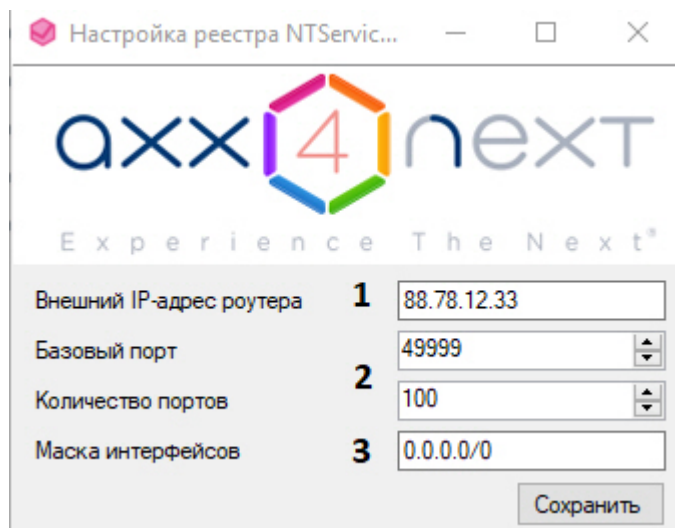 Настройка реестра NTServic...
axx4next
Experience The Next®
Внешний IP-адрес роутера 1 88.78.12.33
Базовый порт 49999
2
Количество портов 100
Маска интерфейсов 3 0.0.0.0/0
Сохранить